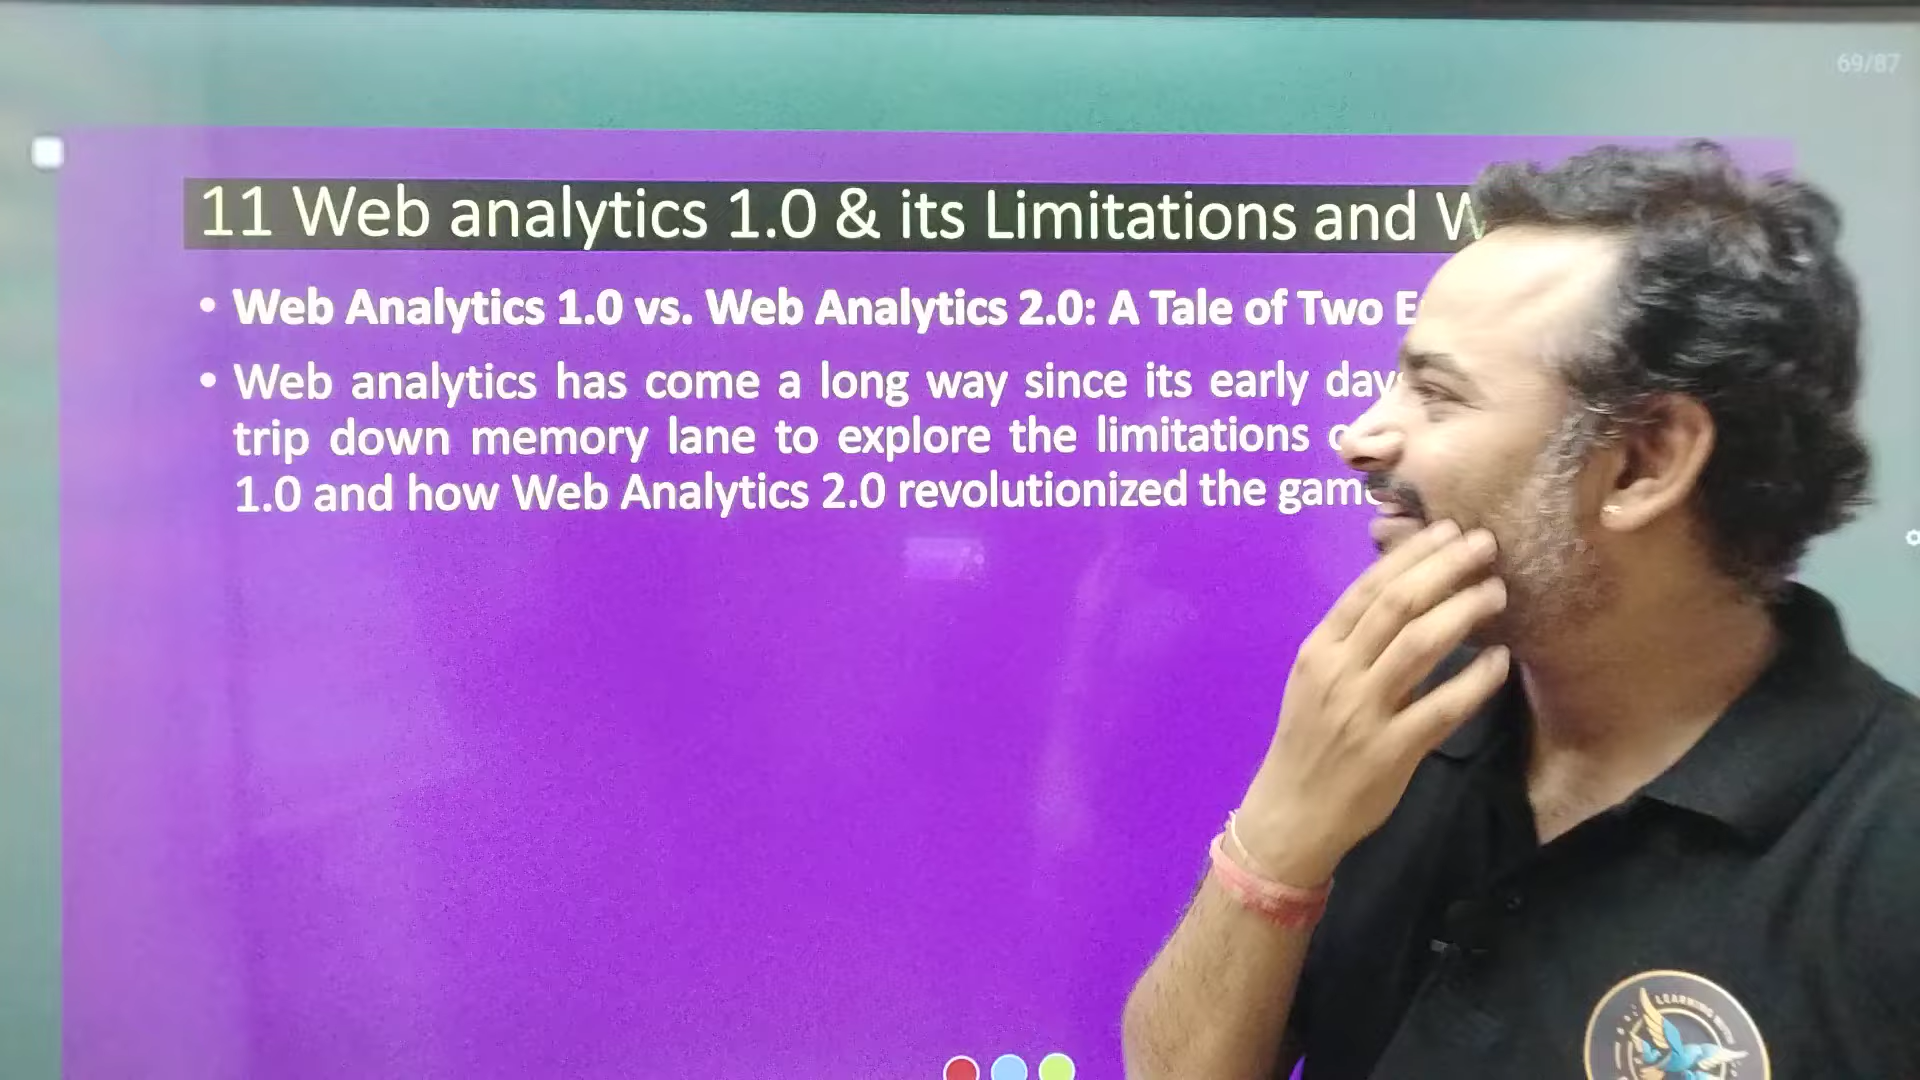 69/87
11 Web analytics 1.0 & its Limitations and
• Web Analytics 1.0 vs. Web Analytics 2.0: A Tale of Two
• Web analytics has come a long way since its early
trip down memory lane to explore the limitations
1.0 and how Web Analytics 2.0 revolutionized the
LEARNING WITH